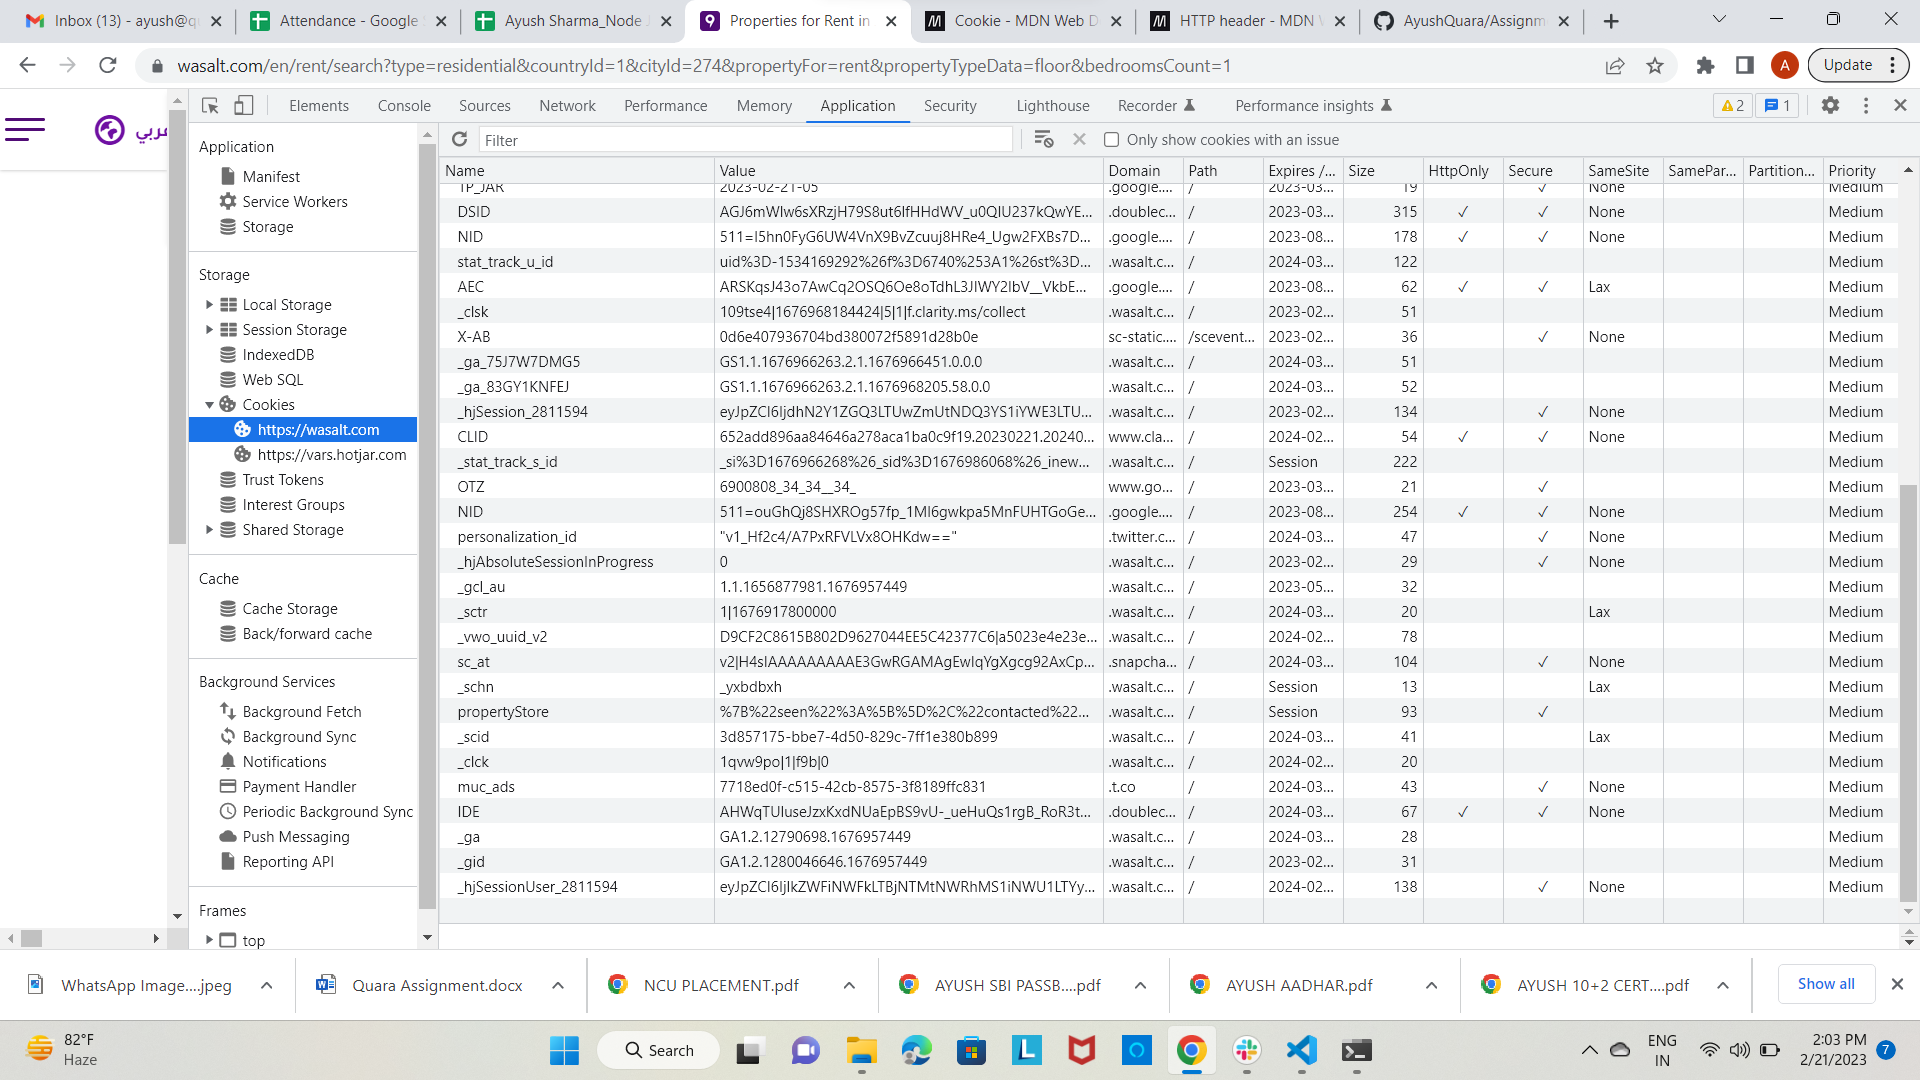 Inbox (13) - ayush@q
Attendance - Google
Ayush Sharma_Node
Properties for Rent in
Cookie - MDN Web D
HTTP header - MDN
AyushQuara/Assignm
wasalt.com/en/rent/search?type=residential&countryId=1&cityId=274&propertyFor=rent&propertyTypeData=floor&bedroomsCount=1
A
Update
عربي
Elements Console Sources Network Performance Memory Application Security Lighthouse Recorder Performance insights 2 1
Application
Manifest
Service Workers
Storage
Storage
Local Storage
Session Storage
IndexedDB
Web SQL
Cookies
https://wasalt.com
https://vars.hotjar.com
Trust Tokens
Interest Groups
Shared Storage
Cache
Cache Storage
Back/forward cache
Background Services
Background Fetch
Background Sync
Notifications
Payment Handler
Periodic Background Sync
Push Messaging
Reporting API
Frames
top
Filter
Only show cookies with an issue
Name Value Domain Path Expires /... Size HttpOnly Secure SameSite SamePar... Partition... Priority
1P_JAR 2023-02-21-05 .google.... / 2023-03... 19 ✓ None Medium
DSID .doublec... / 2023-03... 315 ✓ ✓ None Medium
NID .google.... / 2023-08... 178 ✓ ✓ None Medium
stat_track_u_id uid%3D-1534169292%26f%3D6740%253A1%26st%3D... .wasalt.c... / 2024-03... 122 Medium
AEC .google.... / 2023-08... 62 ✓ ✓ Lax Medium
_clsk 109tse4|1676968184424|5|1|f.clarity.ms/collect .wasalt.c... / 2023-02... 51 Medium
X-AB 0d6e407936704bd380072f5891d28b0e sc-static.... /scevent... 2023-02... 36 ✓ None Medium
_ga_75J7W7DMG5 GS1.1.1676966263.2.1.1676966451.0.0.0 .wasalt.c... / 2024-03... 51 Medium
_ga_83GY1KNFEJ GS1.1.1676966263.2.1.1676968205.58.0.0 .wasalt.c... / 2024-03... 52 Medium
_hjSession_2811594 .wasalt.c... / 2023-02... 134 ✓ None Medium
CLID 652add896aa84646a278aca1ba0c9f19.20230221.20240... www.cla... / 2024-02... 54 ✓ ✓ None Medium
_stat_track_s_id _si%3D1676966268%26_sid%3D1676986068%26_inew... .wasalt.c... / Session 222 Medium
OTZ 6900808_34_34__34_ www.go... / 2023-03... 21 ✓ Medium
NID .google.... / 2023-08... 254 ✓ ✓ None Medium
personalization_id "v1_Hf2c4/A7PxRFVLVx8OHKdw==" .twitter.c... / 2024-03... 47 ✓ None Medium
_hjAbsoluteSessionInProgress 0 .wasalt.c... / 2023-02... 29 ✓ None Medium
_gcl_au 1.1.1656877981.1676957449 .wasalt.c... / 2023-05... 32 Medium
_sctr 1|1676917800000 .wasalt.c... / 2024-03... 20 Lax Medium
_vwo_uuid_v2 D9CF2C8615B802D9627044EE5C42377C6|a5023e4e23e... .wasalt.c... / 2024-02... 78 Medium
sc_at .snapcha... / 2024-03... 104 ✓ None Medium
_schn _yxbdbxh .wasalt.c... / Session 13 Lax Medium
propertyStore %7B%22seen%22%3A%5B%5D%2C%22contacted%22... .wasalt.c... / Session 93 ✓ Medium
_scid 3d857175-bbe7-4d50-829c-7ff1e380b899 .wasalt.c... / 2024-03... 41 Lax Medium
_clck 1qvw9po|1|f9b|0 .wasalt.c... / 2024-02... 20 Medium
muc_ads 7718ed0f-c515-42cb-8575-3f8189ffc831 .t.co / 2024-03... 43 ✓ None Medium
IDE .doublec... / 2024-03... 67 ✓ ✓ None Medium
_ga GA1.2.12790698.1676957449 .wasalt.c... / 2024-03... 28 Medium
_gid GA1.2.1280046646.1676957449 .wasalt.c... / 2023-02... 31 Medium
_hjSessionUser_2811594 .wasalt.c... / 2024-02... 138 ✓ None Medium
WhatsApp Image....jpeg
Quara Assignment.docx
NCU PLACEMENT.pdf
AYUSH SBI PASSB....pdf
AYUSH AADHAR.pdf
AYUSH 10+2 CERT....pdf
Show all
82°F
Haze
Search
ENG
IN
2:03 PM
2/21/2023
7